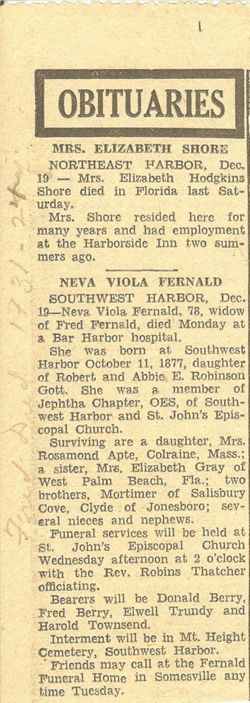 1
OBITUARIES
MRS. ELIZABETH SHORE
NORTHEAST HARBOR, Dec.
19 — Mrs. Elizabeth Hodgkins
Shore died in Florida last Sat-
urday.
Mrs. Shore resided here for
many years and had employment
at the Harborside Inn two sum-
mers ago.
NEVA VIOLA FERNALD
SOUTHWEST HARBOR, Dec.
19—Neva Viola Fernald, 78, widow
of Fred Fernald, died Monday at
a Bar Harbor hospital.
She was born at Southwest
Harbor October 11, 1877, daughter
of Robert and Abbie E. Robinson
Gott. She was a member of
Jephtha Chapter, OES, of South-
west Harbor and St. John's Epis-
copal Church.
Surviving are a daughter, Mrs.
Rosamond Apte, Colraine, Mass.;
a sister, Mrs. Elizabeth Gray of
West Palm Beach, Fla.; two
brothers, Mortimer of Salisbury
Cove, Clyde of Jonesboro; sev-
eral nieces and nephews.
Funeral services will be held at
St. John's Episcopal Church
Wednesday afternoon at 2 o'clock
with the Rev. Robins Thatcher
officiating.
Bearers will be Donald Berry,
Fred Berry, Elwell Trundy and
Harold Townsend.
Interment will be in Mt. Height
Cemetery, Southwest Harbor.
Friends may call at the Fernald
Funeral Home in Somesville any
time Tuesday.